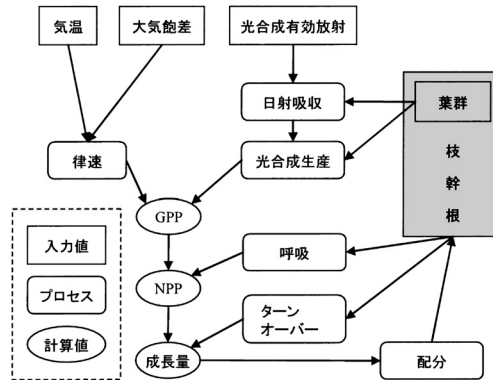 気温
大気飽差
光合成有効放射
日射吸収
葉群
律速
光合成生産
枝
幹
根
GPP
入力値
呼吸
NPP
プロセス
ターン
オーバー
計算値
成長量
配分